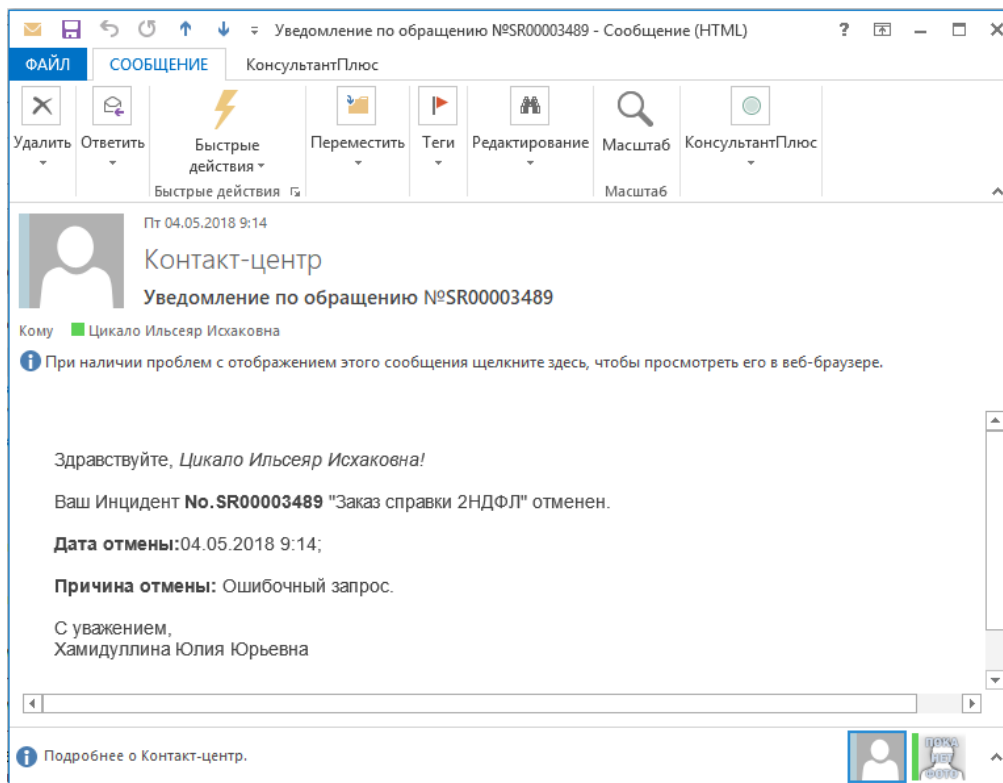 Уведомление по обращению №SR00003489 - Сообщение (HTML)
ФАЙЛ СООБЩЕНИЕ КонсультантПлюс
Удалить Ответить Быстрые действия Переместить Теги Редактирование Масштаб КонсультантПлюс
Быстрые действия Масштаб
Пт 04.05.2018 9:14
Контакт-центр
Уведомление по обращению №SR00003489
Кому Цикало Ильсеяр Исхаковна
При наличии проблем с отображением этого сообщения щелкните здесь, чтобы просмотреть его в веб-браузере.
Здравствуйте, Цикало Ильсеяр Исхаковна!
Ваш Инцидент No.SR00003489 "Заказ справки 2НДФЛ" отменен.
Дата отмены:04.05.2018 9:14;
Причина отмены: Ошибочный запрос.
С уважением,
Хамидуллина Юлия Юрьевна
Подробнее о Контакт-центр.
ПОКА
НЕТ
ФОТО